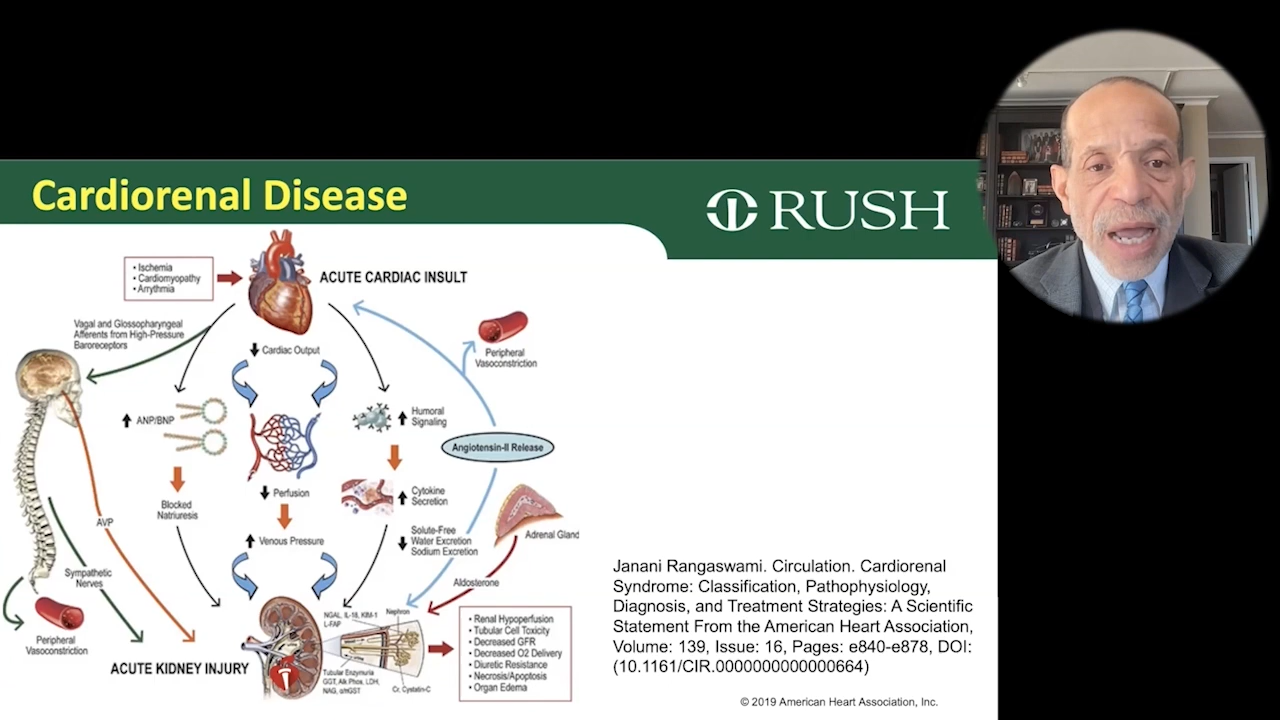 Cardiorenal Disease
RUSH
• Ischemia
• Cardiomyopathy
• Arrythmia
ACUTE CARDIAC INSULT
Vagal and Glossopharyngeal
Afferents from High-Pressure
Baroreceptors
Cardiac Output
Peripheral
Vasoconstriction
ANP/BNP
Humoral
Signaling
Angiotensin-II Release
Perfusion
Cytokine
Secretion
Blocked
Natriuresis
AVP
Venous Pressure
Solute-Free
Water Excretion
Sodium Excretion
Adrenal Gland
Sympathetic
Nerves
Aldosterone
Peripheral
Vasoconstriction
NGAL, IL-18, KIM-1
L-FAP
Nephron
ACUTE KIDNEY INJURY
Tubular Enzymuria
GGT, Alk Phos, LDH,
Cr, Cystatin-C
• Renal Hypoperfusion
• Tubular Cell Toxicity
• Decreased GFR
• Decreased O2 Delivery
• Diuretic Resistance
• Necrosis/Apoptosis
• Organ Edema
Janani Rangaswami. Circulation. Cardiorenal
Syndrome: Classification, Pathophysiology,
Diagnosis, and Treatment Strategies: A Scientific
Statement From the American Heart Association,
Volume: 139, Issue: 16, Pages: e840-e878, DOI:
(10.1161/CIR.0000000000000664)
© 2019 American Heart Association, Inc.